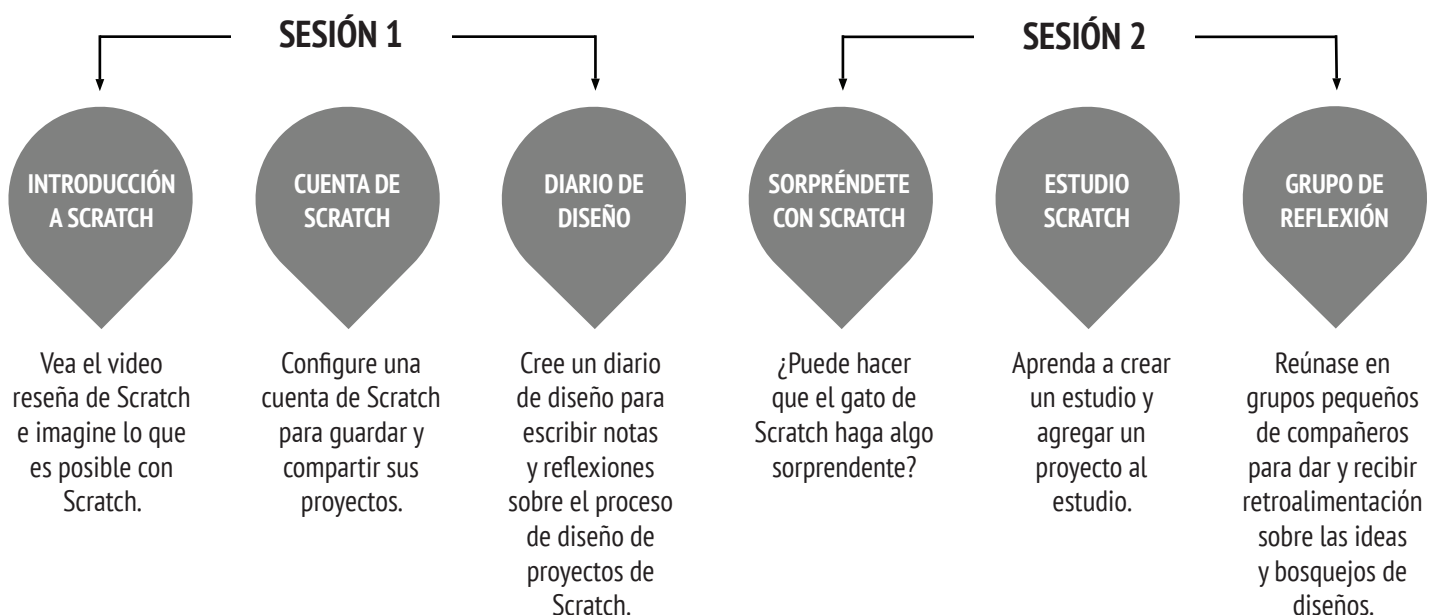 SESIÓN 1
INTRODUCCIÓN
A SCRATCH
Vea el video
reseña de Scratch
e imagine lo que
es posible con
Scratch.
CUENTA DE
SCRATCH
Configure una
cuenta de Scratch
para guardar y
compartir sus
proyectos.
DIARIO DE
DISEÑO
Cree un diario
de diseño para
escribir notas
y reflexiones
sobre el proceso
de diseño de
proyectos de
Scratch.
SESIÓN 2
SORPRÉNDETE
CON SCRATCH
¿Puede hacer
que el gato de
Scratch haga algo
sorprendente?
ESTUDIO
SCRATCH
Aprenda a crear
un estudio y
agregar un
proyecto al
estudio.
GRUPO DE
REFLEXIÓN
Reúnase en
grupos pequeños
de compañeros
para dar y recibir
retroalimentación
sobre las ideas
y bosquejos de
diseños.